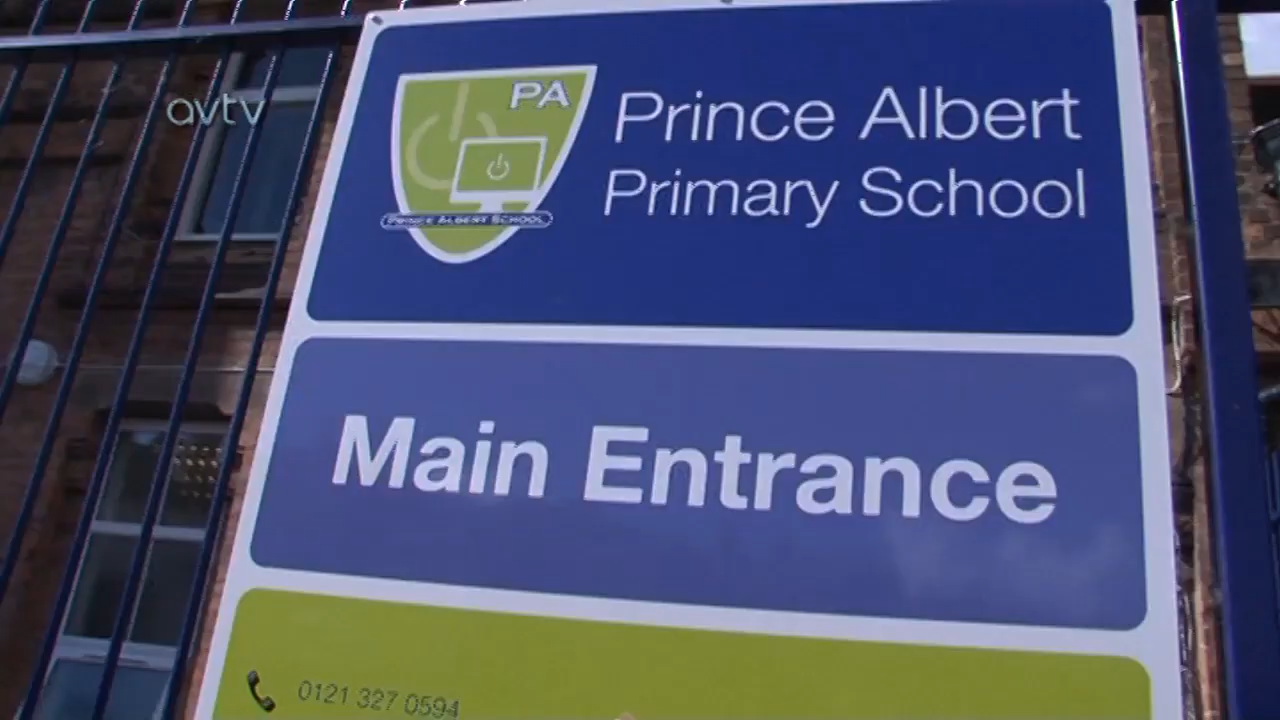 avtv
PA
PRINCE ALBERT SCHOOL
Prince Albert
Primary School
Main Entrance
0121 327 0594